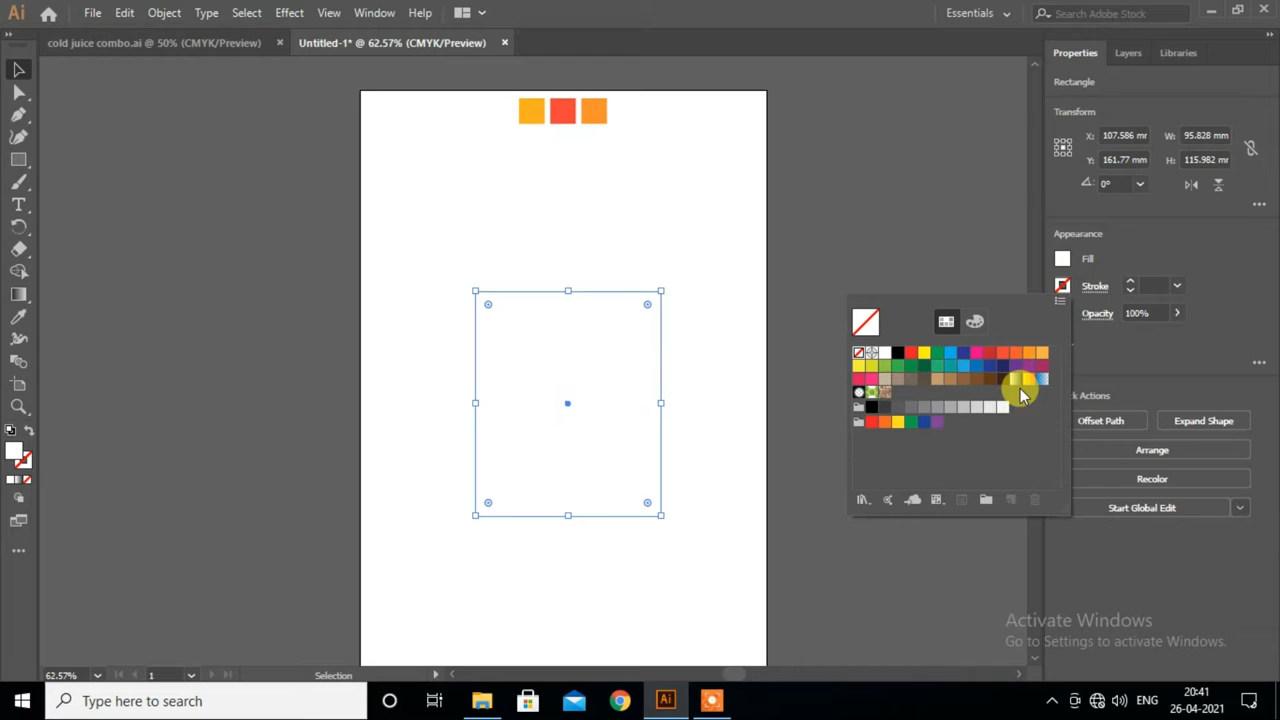 Ai
File Edit Object Type Select Effect View Window Help
Essentials
Search Adobe Stock
cold juice combo.ai @ 50% (CMYK/Preview)
Untitled-1* @ 62.57% (CMYK/Preview)
Properties Layers Libraries
Rectangle
Transform
X: 107.586 mr W: 95.828 mm
Y: 161.77 mm H: 115.982 mr
0°
Appearance
Fill
Stroke
Opacity 100%
k Actions
Offset Path Expand Shape
Arrange
Recolor
Start Global Edit
Activate Windows
Go to Settings to activate Windows.
62.57% 1 Selection
Type here to search
Ai
ENG
20:41
26-04-2021